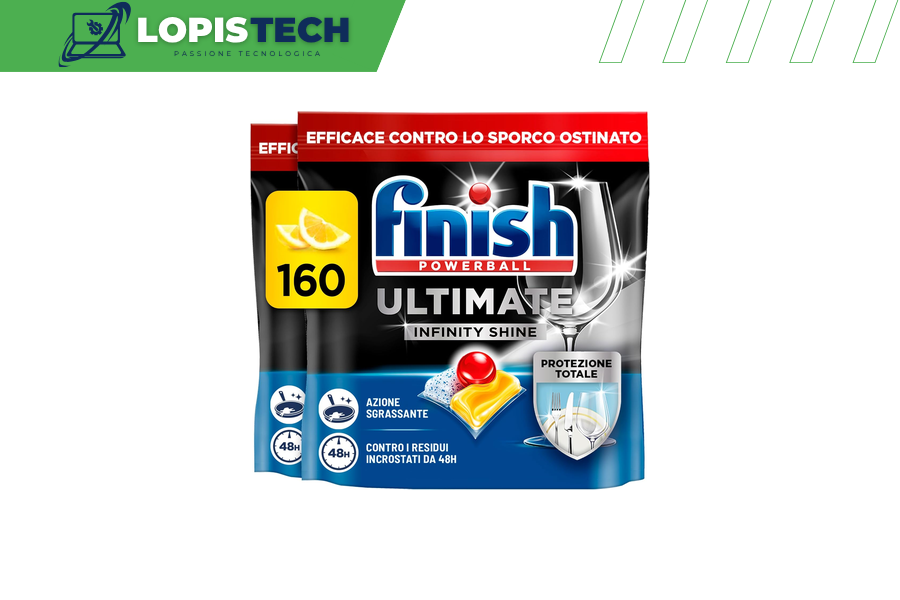 LOPISTECH
PASSIONE TECNOLOGICA
EFFIC
EFFICACE CONTRO LO SPORCO OSTINATO
finish
POWERBALL
160
ULTIMATE
INFINITY SHINE
PROTEZIONE
TOTALE
AZIONE
SGRASSANTE
48H
48H
CONTRO I RESIDUI
INCROSTATI DA 48H